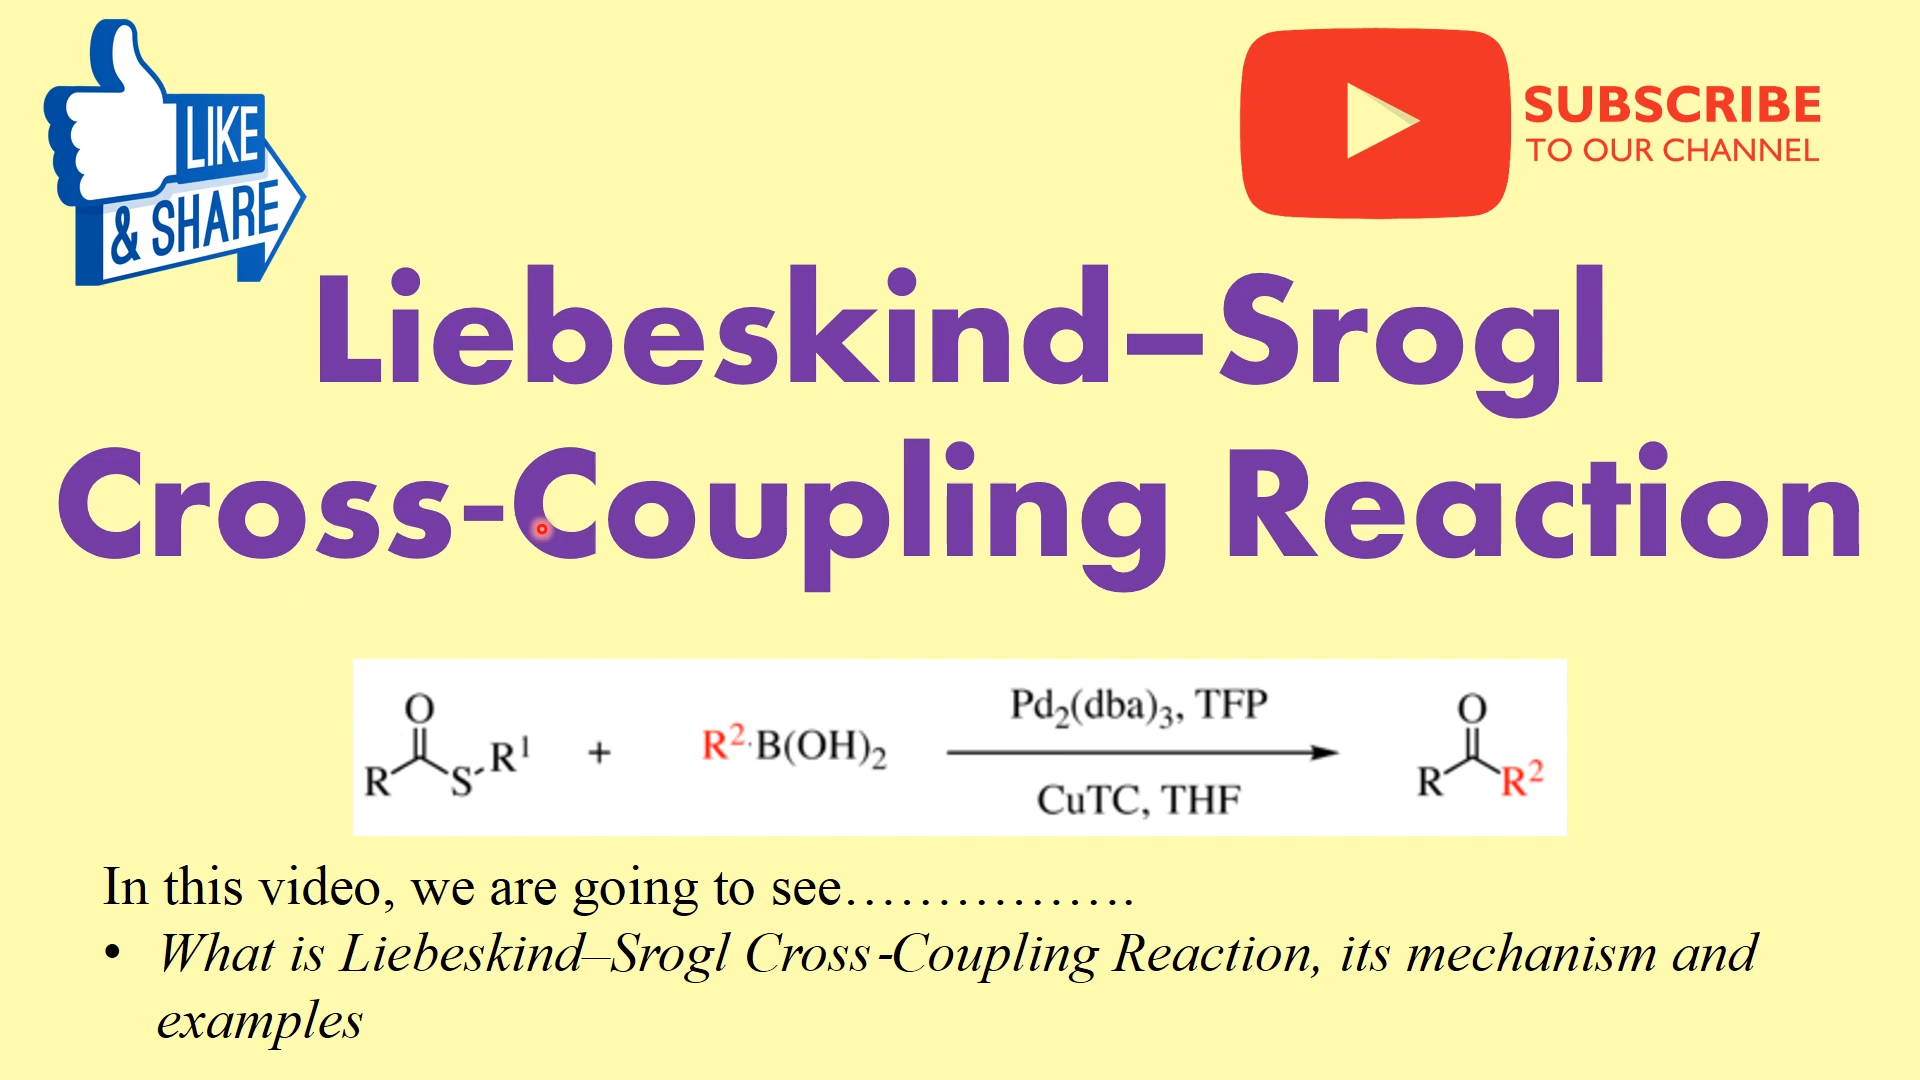 LIKE
& SHARE
SUBSCRIBE
TO OUR CHANNEL
Liebeskind–Srogl
Cross-Coupling Reaction
O
R S R¹ + R²·B(OH)₂
Pd₂(dba)₃, TFP
CuTC, THF
O
R R²
In this video, we are going to see…………….
• What is Liebeskind–Srogl Cross-Coupling Reaction, its mechanism and
examples